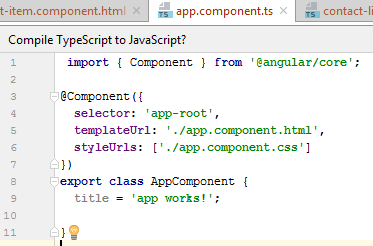 t-item.component.html × TS app.component.ts × TS contact-li
Compile TypeScript to JavaScript?
1 import { Component } from '@angular/core';
2
3 @Component({
4 selector: 'app-root',
5 templateUrl: './app.component.html',
6 styleUrls: ['./app.component.css']
7 })
8 export class AppComponent {
9 title = 'app works!';
10
11 }